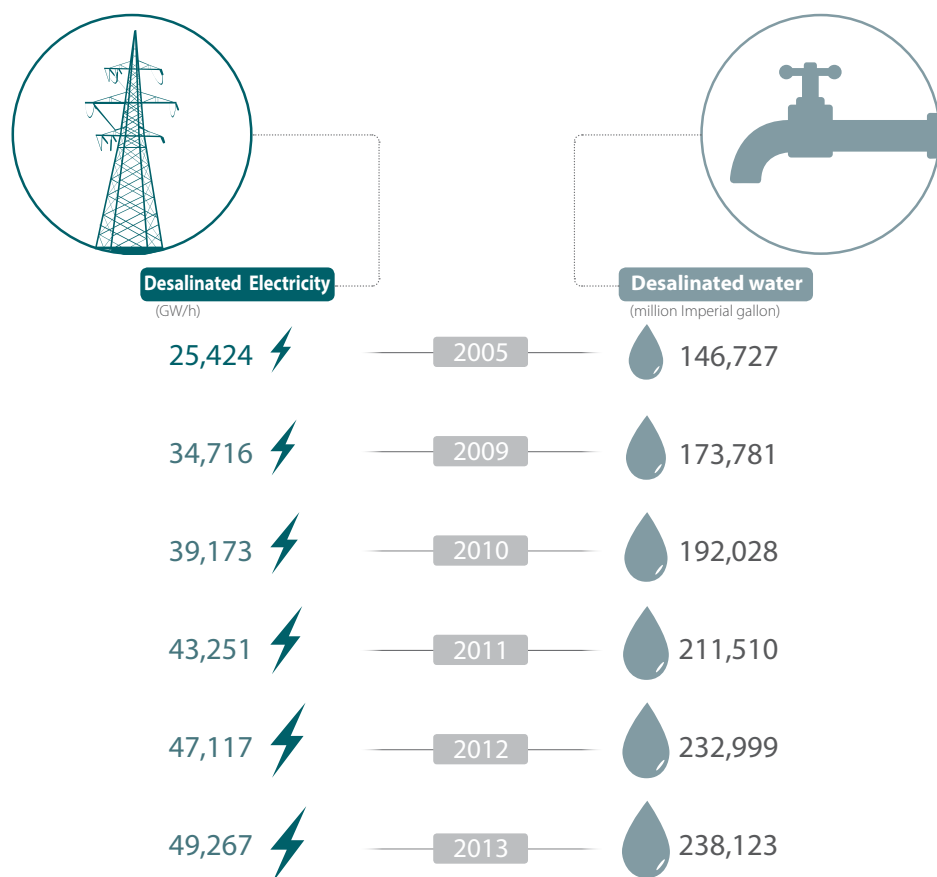 Desalinated Electricity
(GW/h)
Desalinated water
(million Imperial gallon)
25,424 2005 146,727
34,716 2009 173,781
39,173 2010 192,028
43,251 2011 211,510
47,117 2012 232,999
49,267 2013 238,123